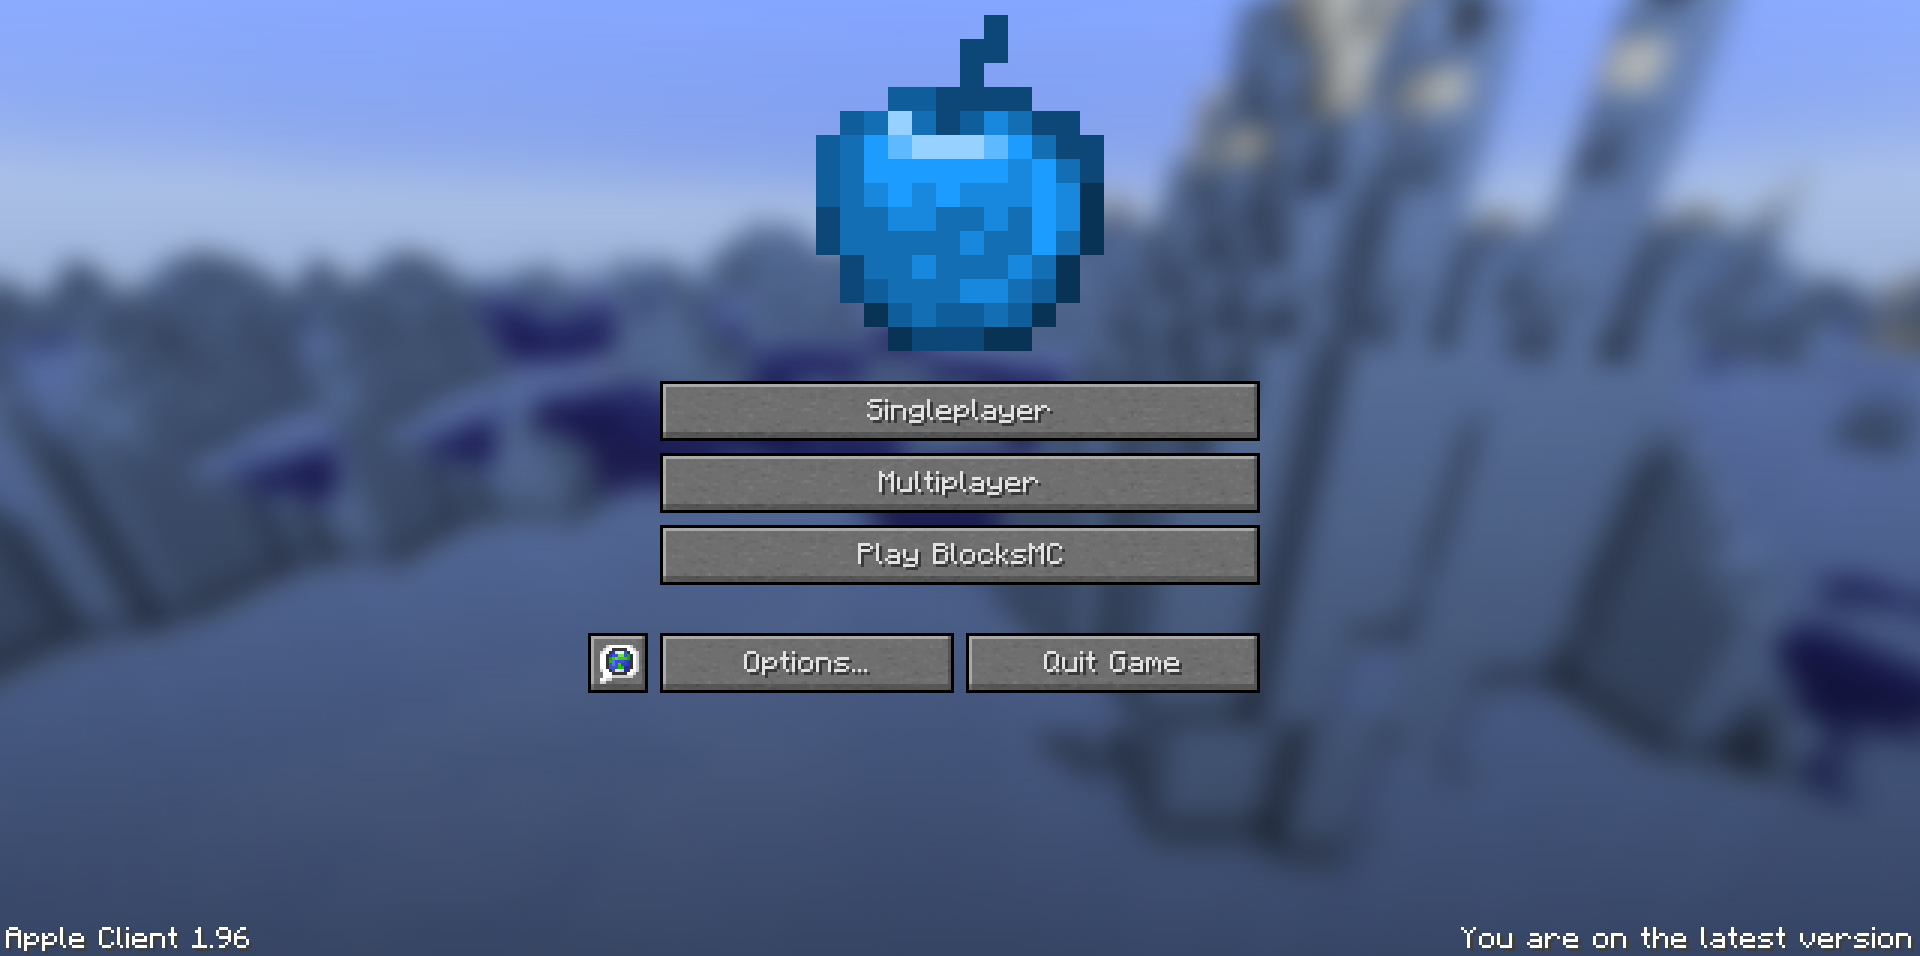 Singleplayer
Multiplayer
Play BlocksMC
Options...
Quit Game
Apple Client 1.96
You are on the latest version